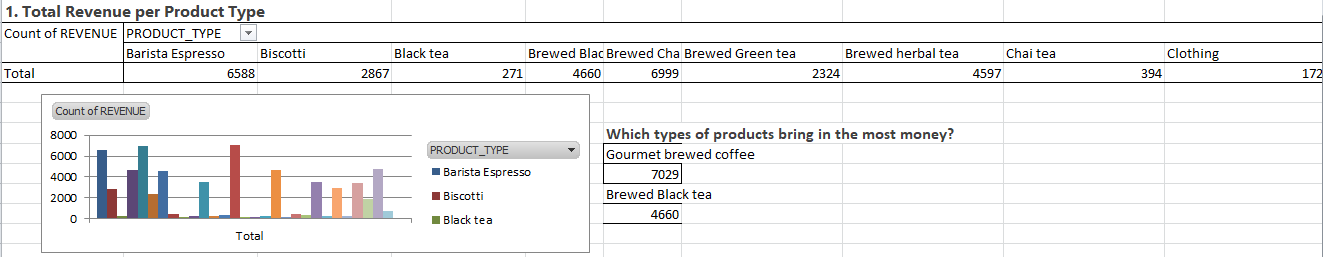 1. Total Revenue per Product Type
Count of REVENUE PRODUCT_TYPE
Barista Espresso Biscotti Black tea Brewed Blac Brewed Cha Brewed Green tea Brewed herbal tea Chai tea Clothing
Total 6588 2867 271 4660 6999 2324 4597 394 172
Count of REVENUE
8000
6000
4000
2000
0
Total
PRODUCT_TYPE
Barista Espresso
Biscotti
Black tea
Which types of products bring in the most money?
Gourmet brewed coffee
7029
Brewed Black tea
4660